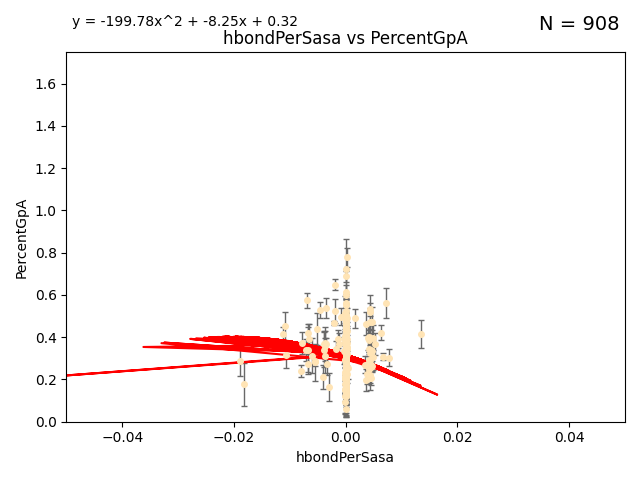 y = -199.78x^2 + -8.25x + 0.32
N = 908
hbondPerSasa vs PercentGpA
PercentGpA
1.6
1.4
1.2
1.0
0.8
0.6
0.4
0.2
0.0
−0.04 −0.02 0.00 0.02 0.04
hbondPerSasa